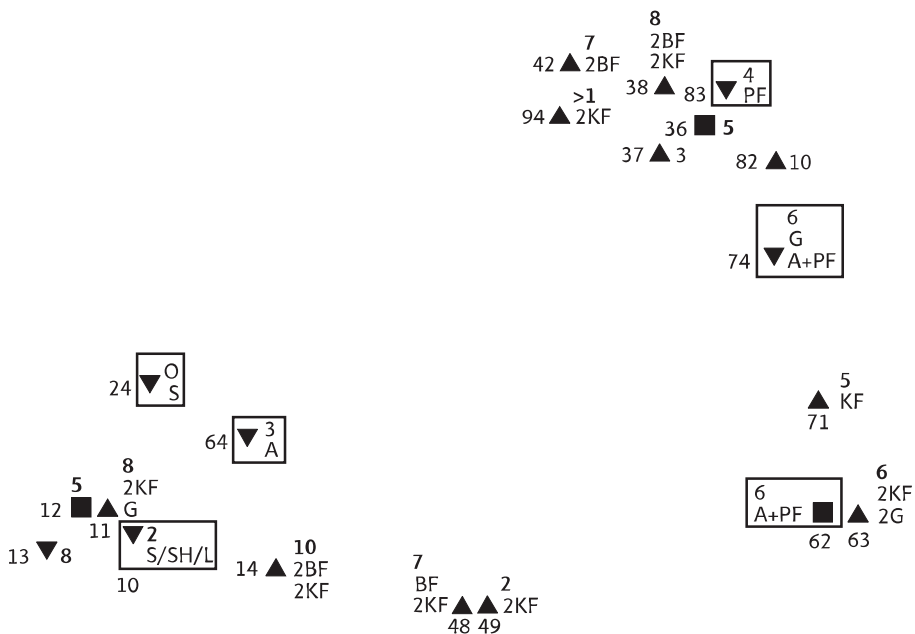 8
7
2BF
42
2BF
2KF
38
83
4
PF
>1
94
2KF
36
5
37
3
82
10
6
G
74
A+PF
O
24
S
5
KF
71
64
3
A
8
5
2KF
12
G
11
2
S/SH/L
13
8
10
14
10
2BF
2KF
7
BF
2KF
2
2KF
48
49
6
A+PF
62
6
2KF
2G
63